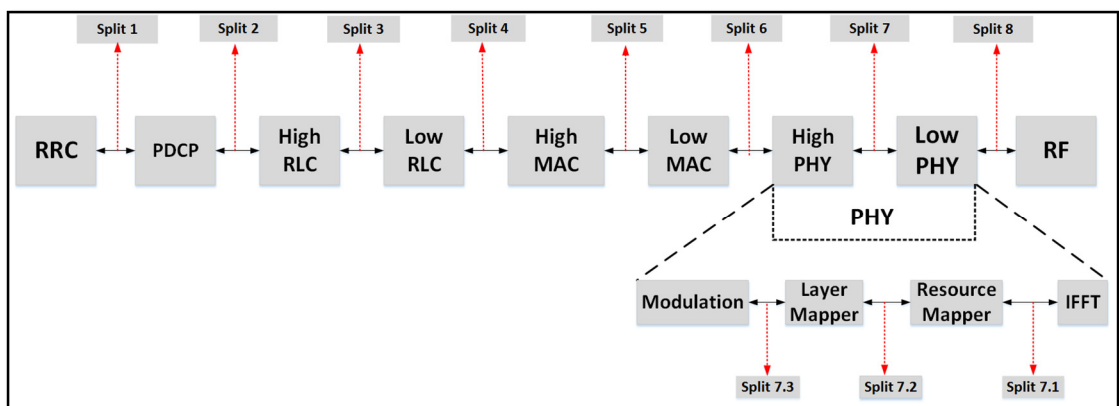 Split 1
Split 2
Split 3
Split 4
Split 5
Split 6
Split 7
Split 8
RRC
PDCP
High
RLC
Low
RLC
High
MAC
Low
MAC
High
PHY
Low
PHY
RF
PHY
Modulation
Layer
Mapper
Resource
Mapper
IFFT
Split 7.3
Split 7.2
Split 7.1